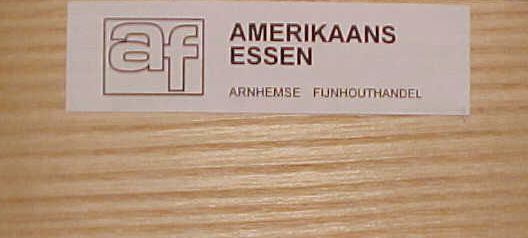 af
AMERIKAANS
ESSEN
ARNHEMSE FIJNHOUTHANDEL